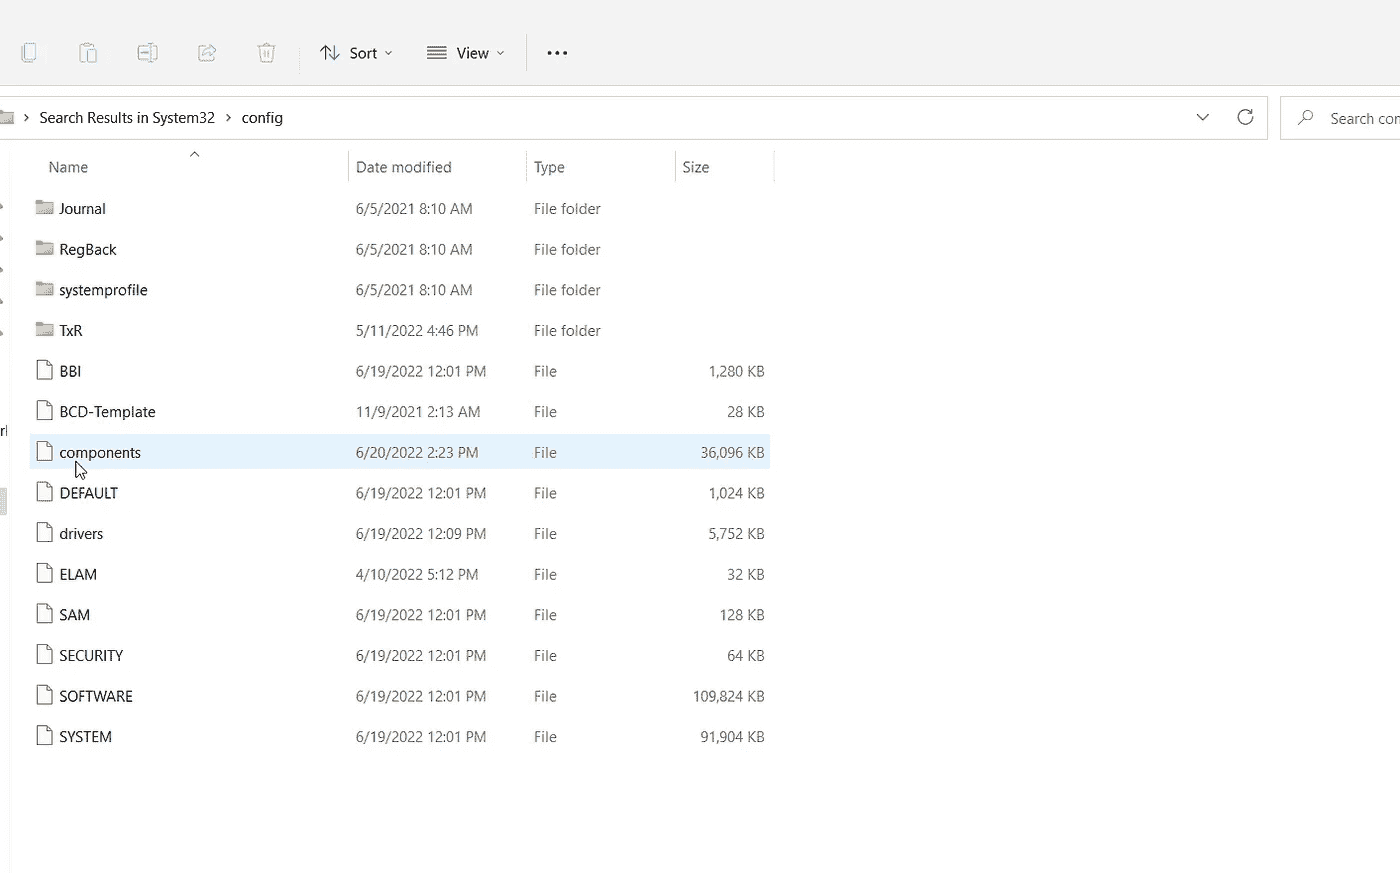 Sort View
Search Results in System32 > config
Search con
Name Date modified Type Size
Journal 6/5/2021 8:10 AM File folder
RegBack 6/5/2021 8:10 AM File folder
systemprofile 6/5/2021 8:10 AM File folder
TxR 5/11/2022 4:46 PM File folder
BBI 6/19/2022 12:01 PM File 1,280 KB
BCD-Template 11/9/2021 2:13 AM File 28 KB
components 6/20/2022 2:23 PM File 36,096 KB
DEFAULT 6/19/2022 12:01 PM File 1,024 KB
drivers 6/19/2022 12:09 PM File 5,752 KB
ELAM 4/10/2022 5:12 PM File 32 KB
SAM 6/19/2022 12:01 PM File 128 KB
SECURITY 6/19/2022 12:01 PM File 64 KB
SOFTWARE 6/19/2022 12:01 PM File 109,824 KB
SYSTEM 6/19/2022 12:01 PM File 91,904 KB